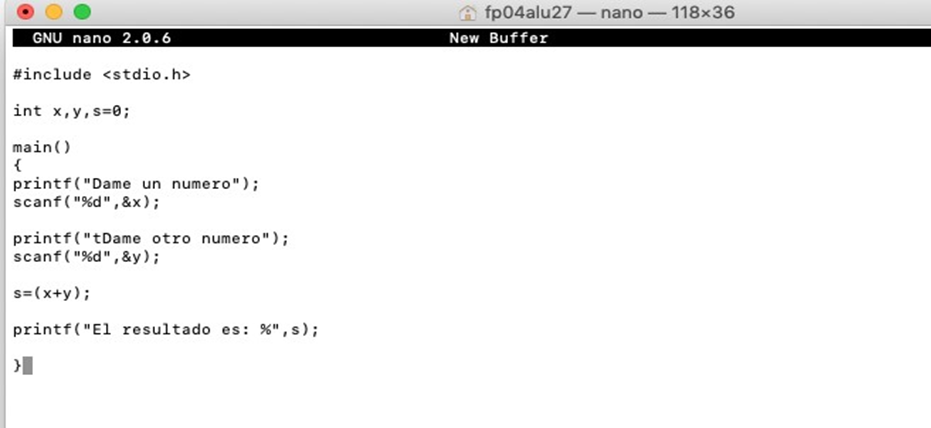 fp04alu27 — nano — 118×36
GNU nano 2.0.6 New Buffer
#include <stdio.h>
int x,y,s=0;
main()
{
printf("Dame un numero");
scanf("%d",&x);
printf("tDame otro numero");
scanf("%d",&y);
s=(x+y);
printf("El resultado es: %",s);
}